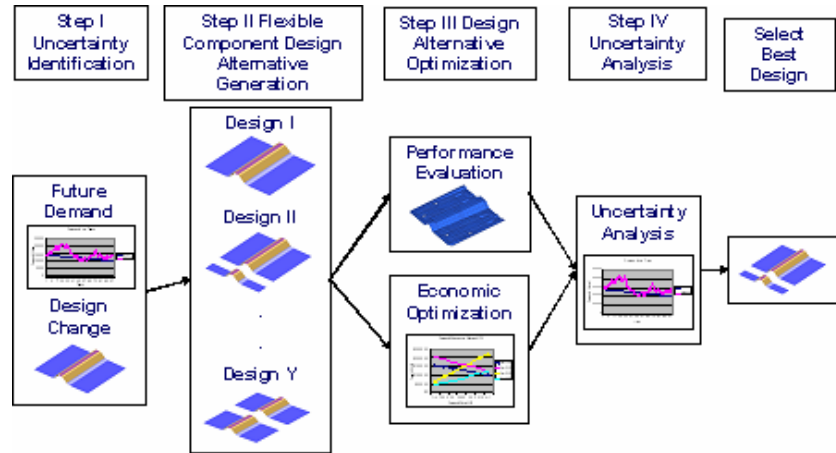 Step I
Uncertainty
Identification
Step II Flexible
Component Design
Alternative
Generation
Step III Design
Alternative
Optimization
Step IV
Uncertainty
Analysis
Select
Best
Design
Future
Demand
Design
Change
Design I
Design II
.
.
Design Y
Performance
Evaluation
Economic
Optimization
Uncertainty
Analysis